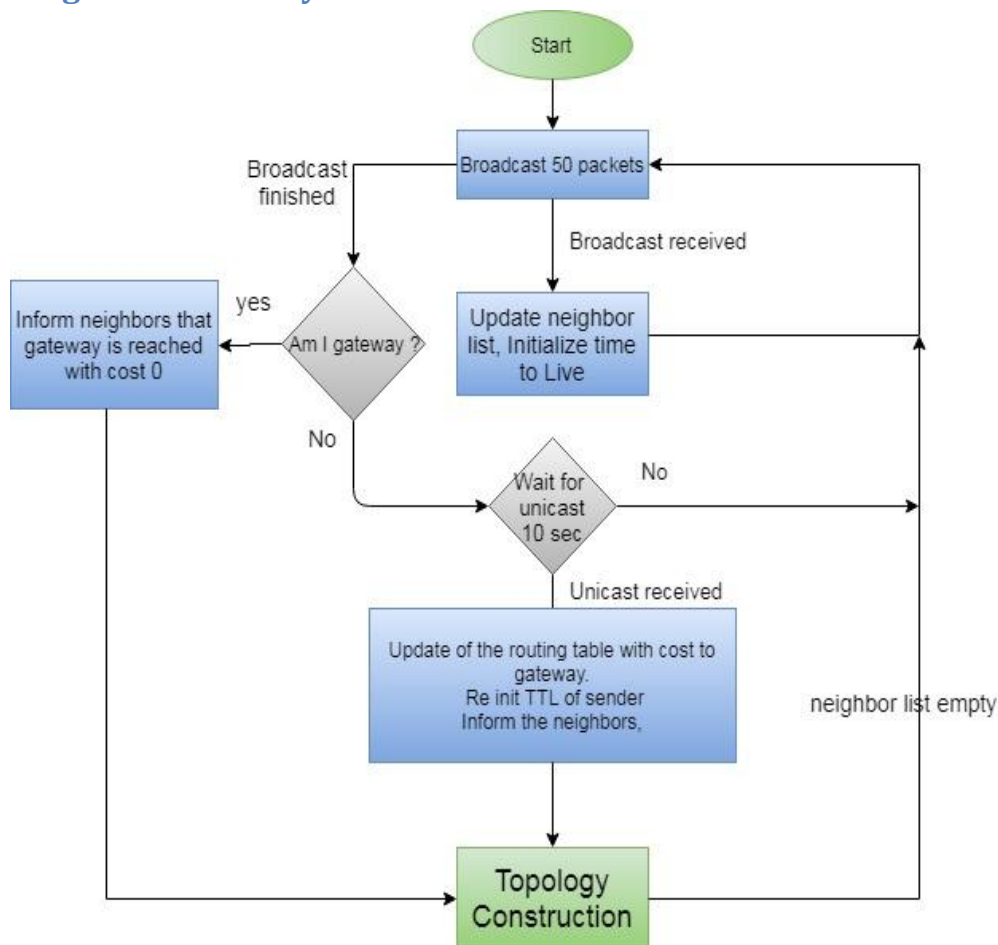 Start
Broadcast 50 packets
Broadcast
finished
Broadcast received
Update neighbor
list, Initialize time
to Live
Am I gateway ?
yes
Inform neighbors that
gateway is reached
with cost 0
No
Wait for
unicast
10 sec
No
Unicast received
Update of the routing table with cost to
gateway.
Re init TTL of sender
Inform the neighbors,
neighbor list empty
Topology
Construction